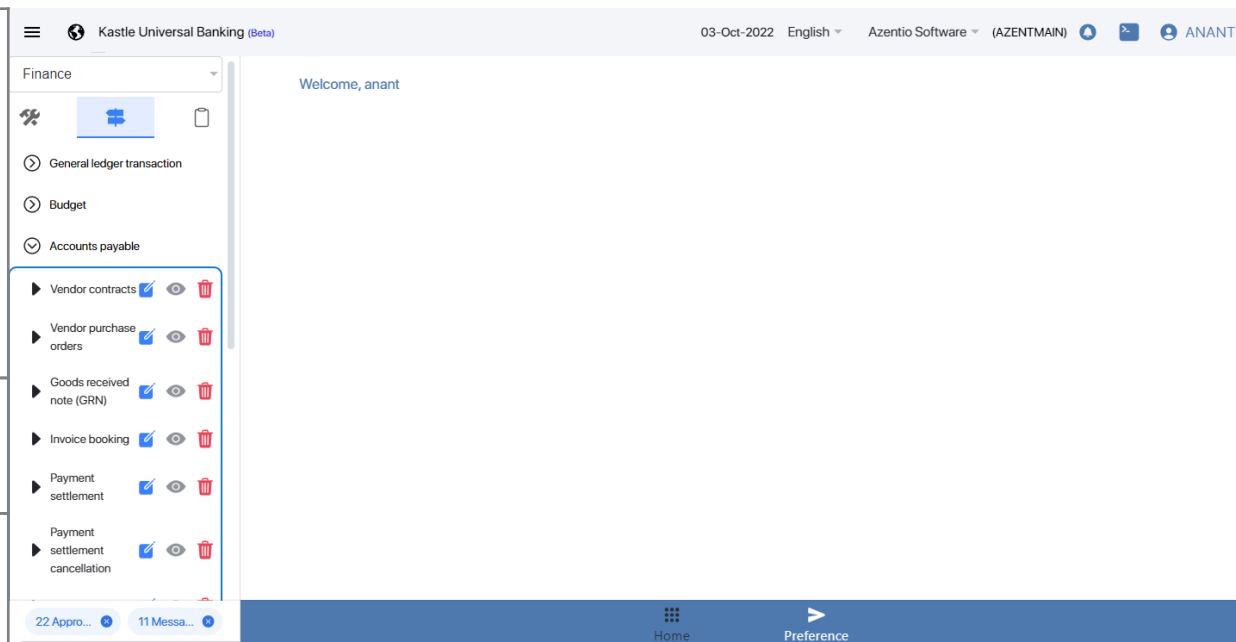 Kastle Universal Banking (Beta)
03-Oct-2022 English Azentio Software (AZENTMAIN) ANANT
Finance
Welcome, anant
General ledger transaction
Budget
Accounts payable
Vendor contracts
Vendor purchase
orders
Goods received
note (GRN)
Invoice booking
Payment
settlement
Payment
settlement
cancellation
22 Appro... 11 Messa...
Home Preference